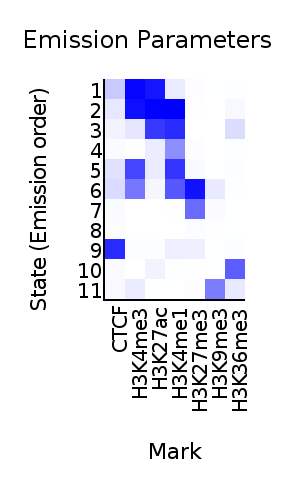 Emission Parameters
State (Emission order)
1
2
3
4
5
6
7
8
9
10
11
CTCF
H3K4me3
H3K27ac
H3K4me1
H3K27me3
H3K9me3
H3K36me3
Mark